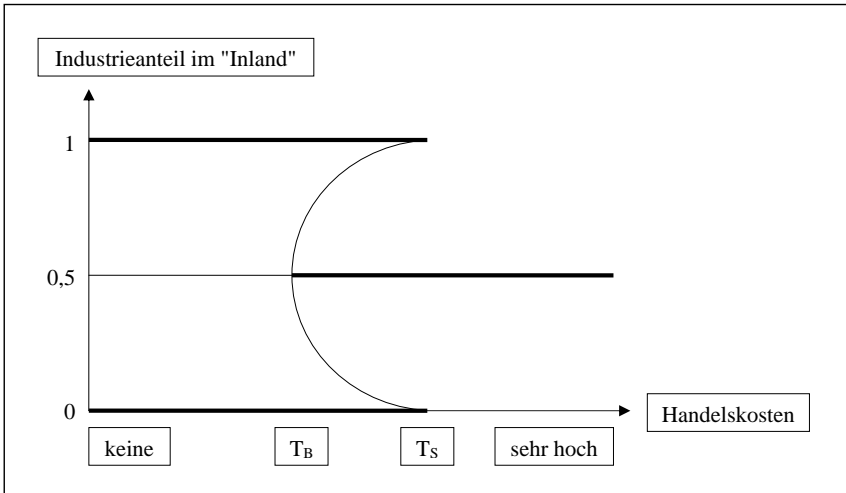 Industrieanteil im "Inland"
1
0,5
0
Handelskosten
keine
T_B
T_S
sehr hoch